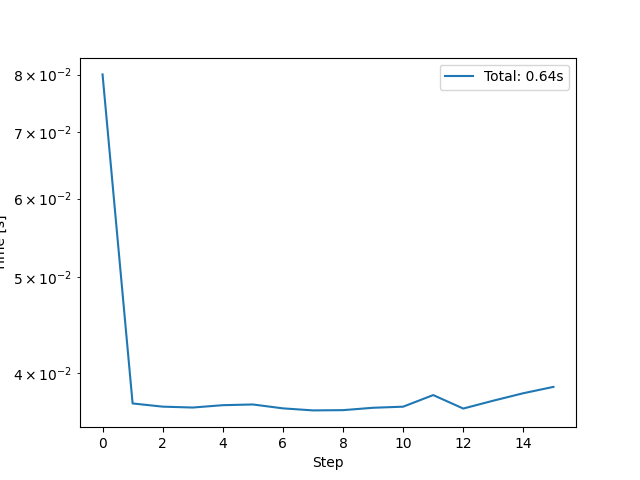 Total: 0.64s
8 × 10⁻²
7 × 10⁻²
6 × 10⁻²
5 × 10⁻²
4 × 10⁻²
[s]
0 2 4 6 8 10 12 14
Step